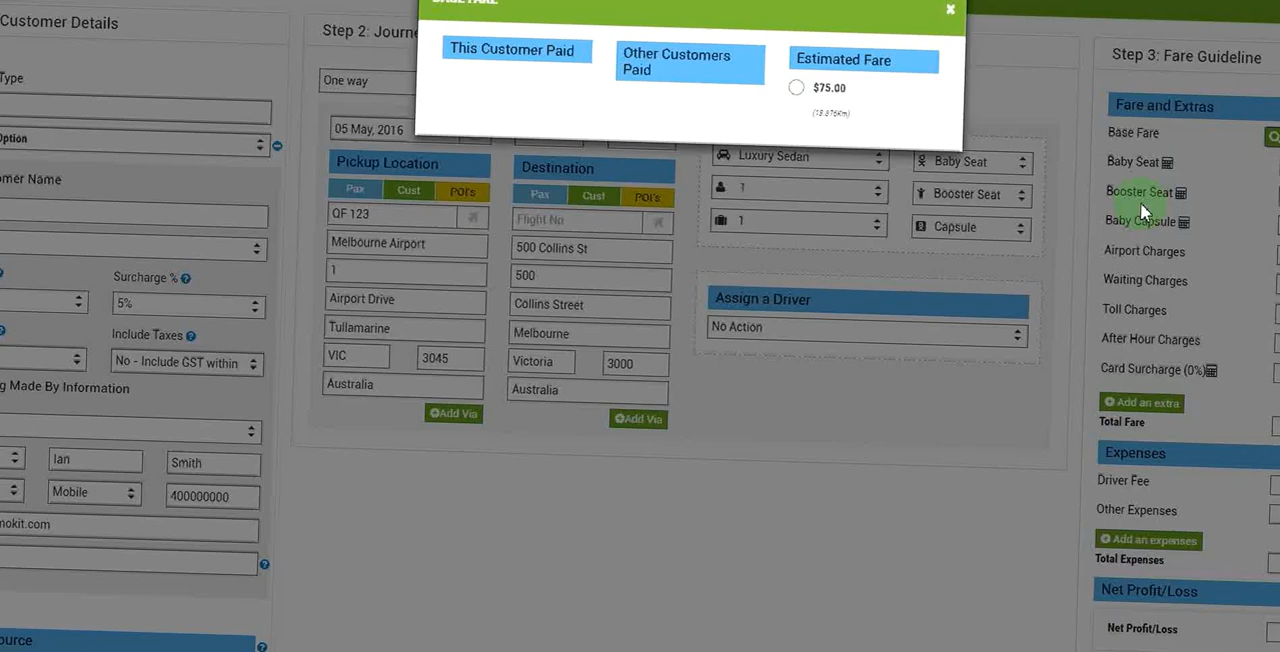 BASE FARE
This Customer Paid
Other Customers
Paid
Estimated Fare
$75.00
(18.876Km)
Customer Details
Type
Option
omer Name
Surcharge %
5%
Include Taxes
No - Include GST within
g Made By Information
Ian
Smith
Mobile
400000000
mokit.com
ource
Step 2: Journe
One way
05 May, 2016
Pickup Location
Pax
Cust
POI's
QF 123
Melbourne Airport
1
Airport Drive
Tullamarine
VIC
3045
Australia
Add Via
Destination
Pax
Cust
POI's
Flight No
500 Collins St
500
Collins Street
Melbourne
Victoria
3000
Australia
Add Via
Luxury Sedan
1
1
Baby Seat
Booster Seat
Capsule
Assign a Driver
No Action
Step 3: Fare Guideline
Fare and Extras
Base Fare
Baby Seat
Booster Seat
Baby Capsule
Airport Charges
Waiting Charges
Toll Charges
After Hour Charges
Card Surcharge (0%)
Add an extra
Total Fare
Expenses
Driver Fee
Other Expenses
Add an expenses
Total Expenses
Net Profit/Loss
Net Profit/Loss